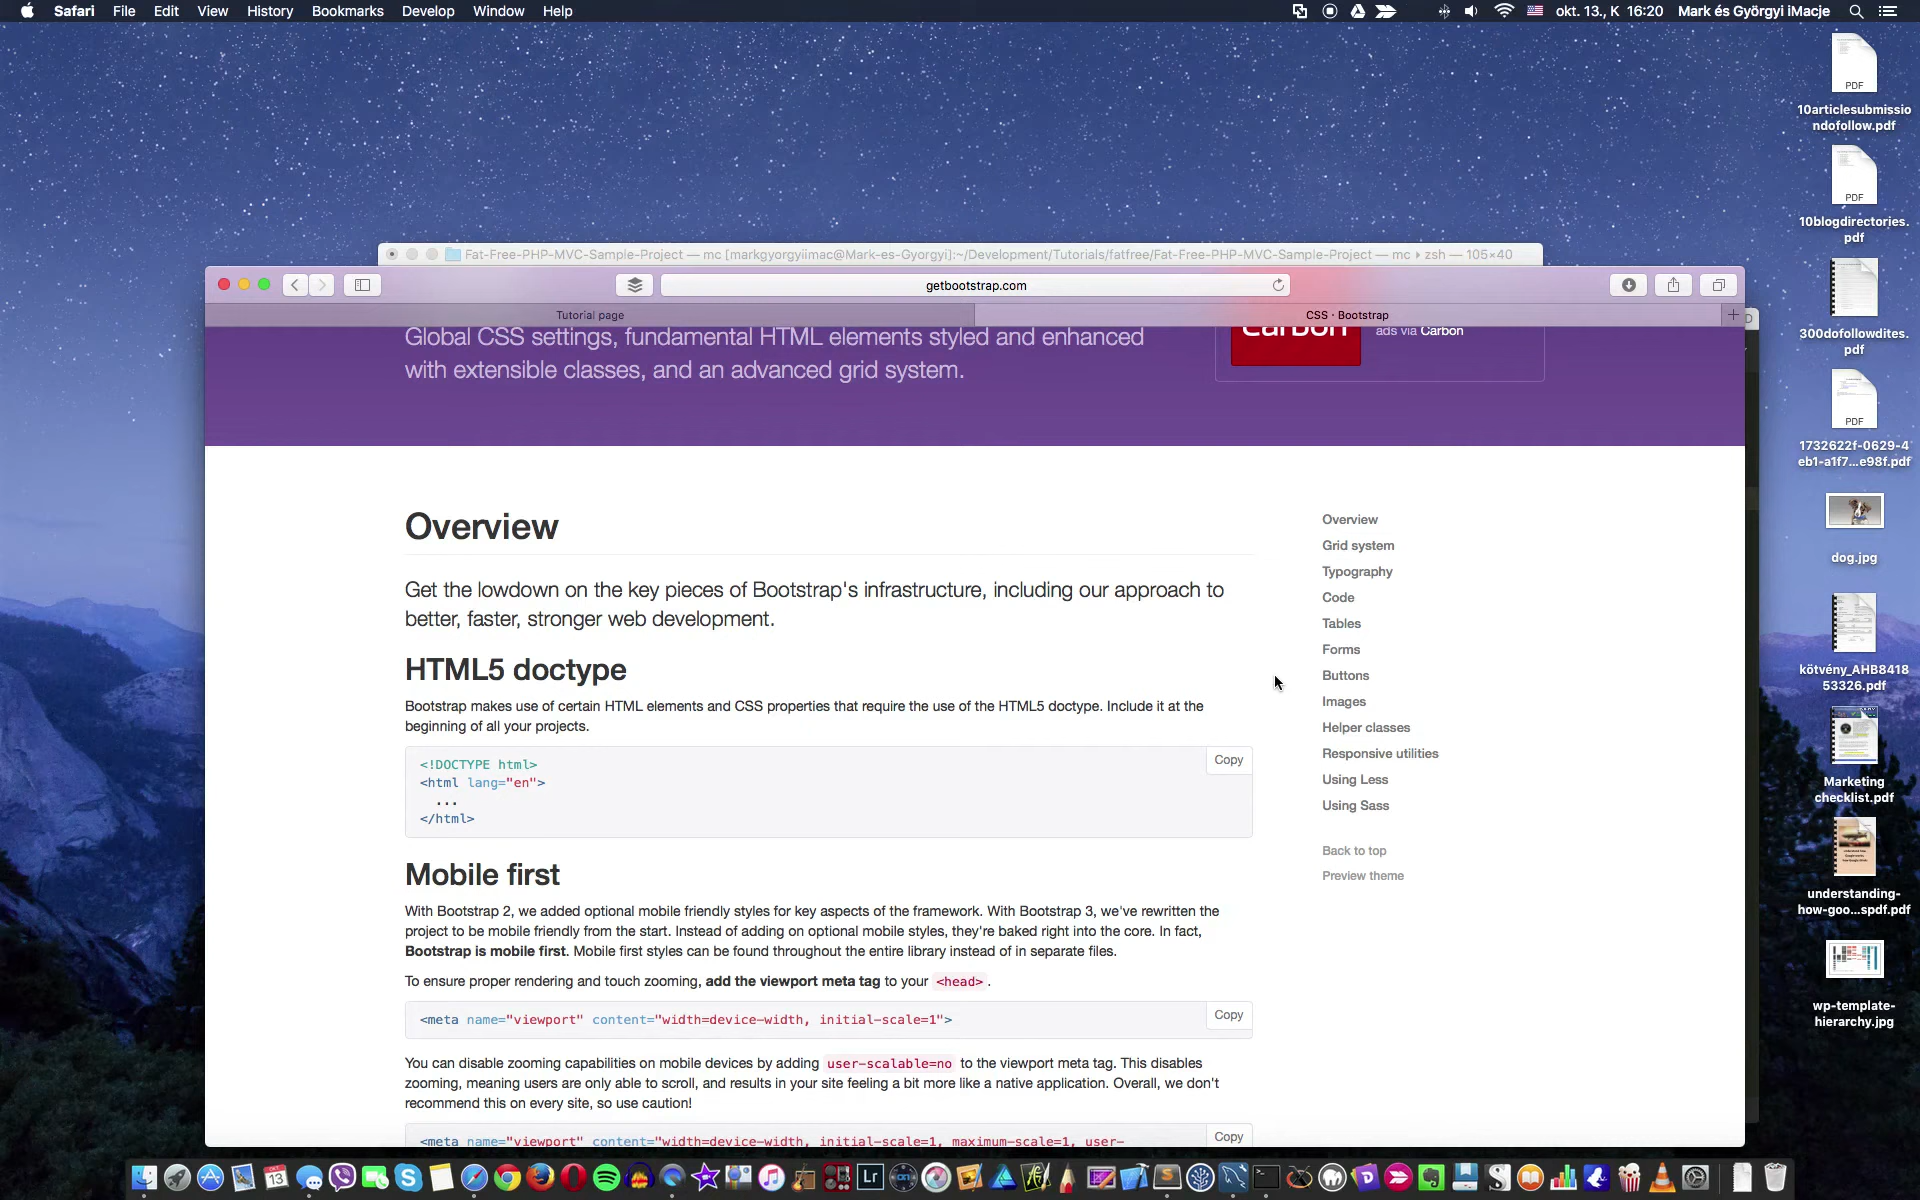 Safari File Edit View History Bookmarks Develop Window Help
okt. 13., K 16:20 Mark és Györgyi iMacje
Fat-Free-PHP-MVC-Sample-Project — mc [markgyorgyiimac@Mark-es-Gyorgyi]:~/Development/Tutorials/fatfree/Fat-Free-PHP-MVC-Sample-Project — mc ▸ zsh — 105×40
getbootstrap.com
Tutorial page
CSS · Bootstrap
Global CSS settings, fundamental HTML elements styled and enhanced
with extensible classes, and an advanced grid system.
Carbon
ads via Carbon
Overview
Get the lowdown on the key pieces of Bootstrap's infrastructure, including our approach to
better, faster, stronger web development.
HTML5 doctype
Bootstrap makes use of certain HTML elements and CSS properties that require the use of the HTML5 doctype. Include it at the
beginning of all your projects.
Copy
<!DOCTYPE html>
<html lang="en">
...
</html>
Mobile first
With Bootstrap 2, we added optional mobile friendly styles for key aspects of the framework. With Bootstrap 3, we've rewritten the
project to be mobile friendly from the start. Instead of adding on optional mobile styles, they're baked right into the core. In fact,
Bootstrap is mobile first. Mobile first styles can be found throughout the entire library instead of in separate files.
To ensure proper rendering and touch zooming, add the viewport meta tag to your <head>.
Copy
<meta name="viewport" content="width=device-width, initial-scale=1">
You can disable zooming capabilities on mobile devices by adding user-scalable=no to the viewport meta tag. This disables
zooming, meaning users are only able to scroll, and results in your site feeling a bit more like a native application. Overall, we don't
recommend this on every site, so use caution!
Copy
<meta name="viewport" content="width=device-width, initial-scale=1, maximum-scale=1, user-
Overview
Grid system
Typography
Code
Tables
Forms
Buttons
Images
Helper classes
Responsive utilities
Using Less
Using Sass
Back to top
Preview theme
PDF
10articlesubmissio
ndofollow.pdf
PDF
10blogdirectories.
pdf
300dofollowdites.
pdf
PDF
1732622f-0629-4
eb1-a1f7...e98f.pdf
dog.jpg
kötvény_AHB8418
53326.pdf
Marketing
checklist.pdf
understanding-
how-goo...spdf.pdf
wp-template-
hierarchy.jpg
13
Lr